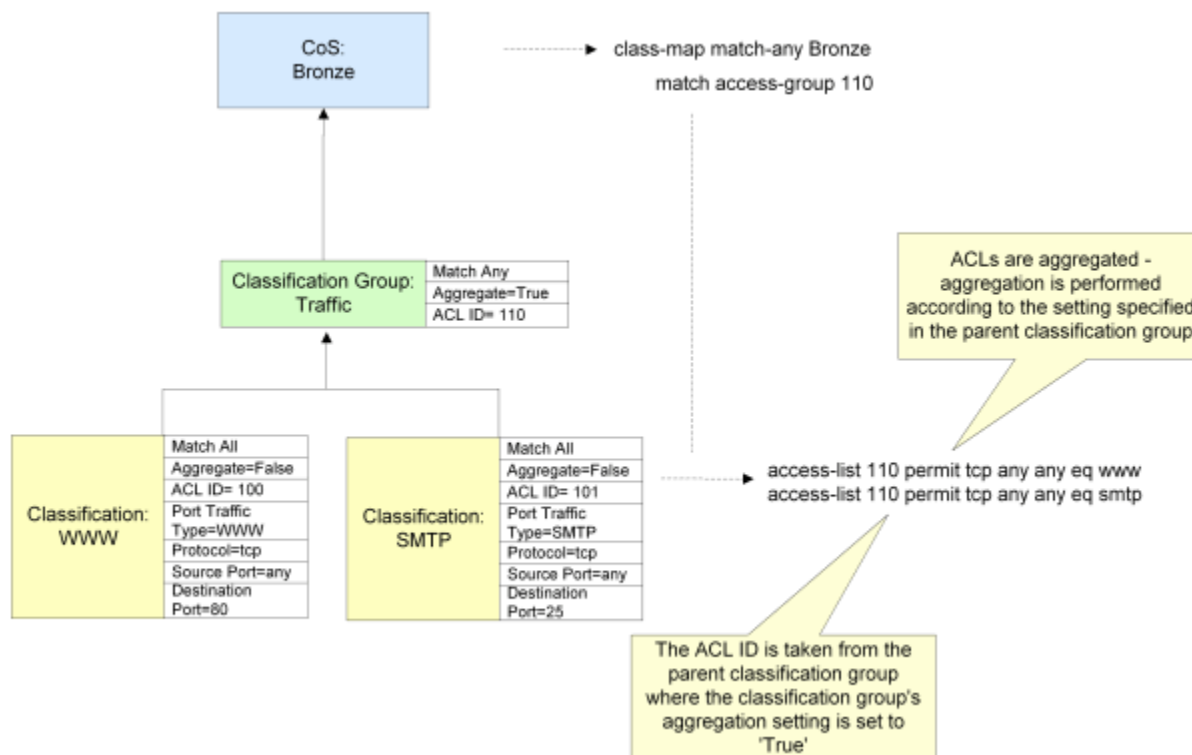 CoS:
Bronze
class-map match-any Bronze
match access-group 110
Classification Group:
Traffic
Match Any
Aggregate=True
ACL ID= 110
ACLs are aggregated -
aggregation is performed
according to the setting specified
in the parent classification group
Classification:
WWW
Match All
Aggregate=False
ACL ID= 100
Port Traffic
Type=WWW
Protocol=tcp
Source Port=any
Destination
Port=80
Classification:
SMTP
Match All
Aggregate=False
ACL ID= 101
Port Traffic
Type=SMTP
Protocol=tcp
Source Port=any
Destination
Port=25
access-list 110 permit tcp any any eq www
access-list 110 permit tcp any any eq smtp
The ACL ID is taken from the
parent classification group
where the classification group's
aggregation setting is set to
'True'